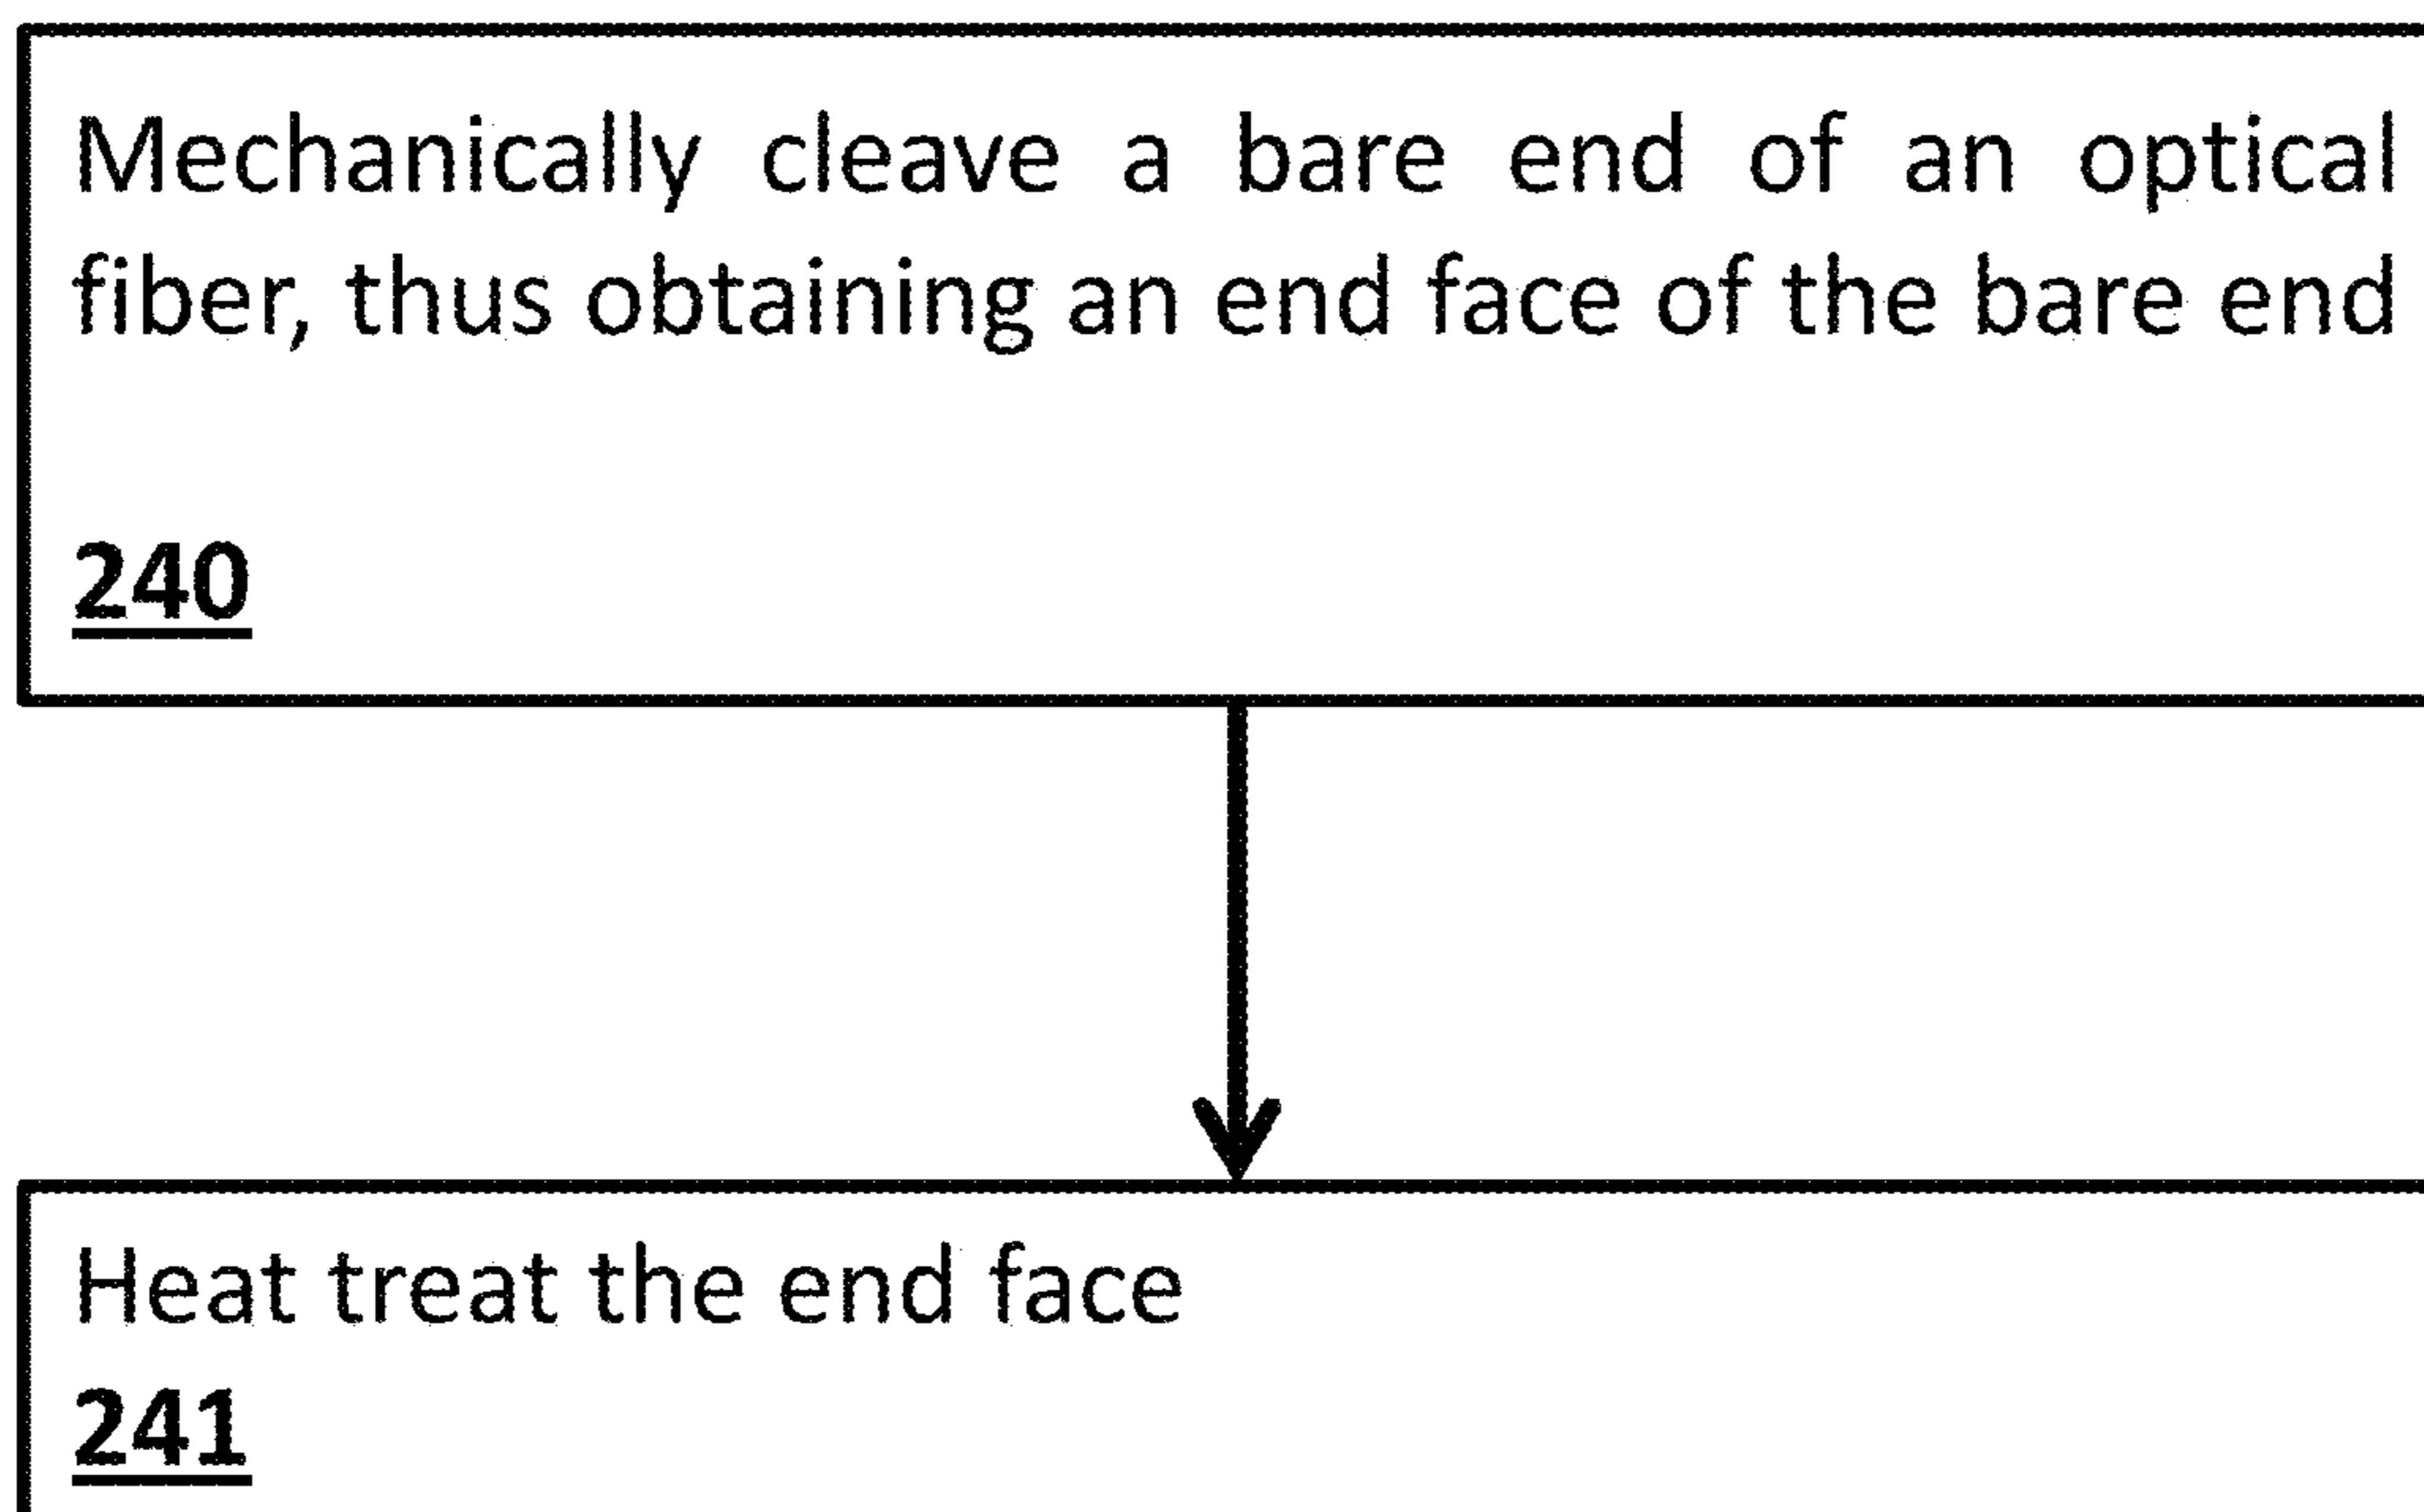 Mechanically cleave a bare end of an optical
fiber, thus obtaining an end face of the bare end
240
Heat treat the end face
241